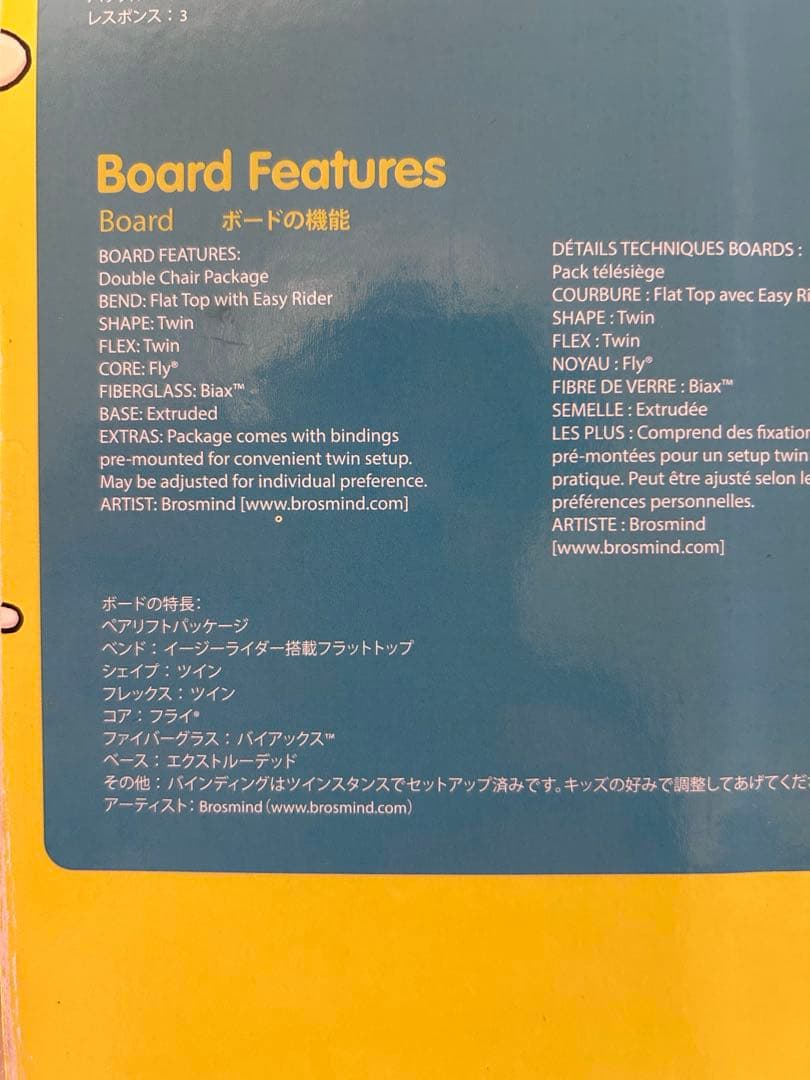 レスポンス：3
Board Features
Board ボードの機能
BOARD FEATURES:
Double Chair Package
BEND: Flat Top with Easy Rider
SHAPE: Twin
FLEX: Twin
CORE: Fly®
FIBERGLASS: Biax™
BASE: Extruded
EXTRAS: Package comes with bindings
pre-mounted for convenient twin setup.
May be adjusted for individual preference.
ARTIST: Brosmind [www.brosmind.com]
DÉTAILS TECHNIQUES BOARDS :
Pack télésiège
COURBURE : Flat Top avec Easy
SHAPE : Twin
FLEX : Twin
NOYAU : Fly®
FIBRE DE VERRE : Biax™
SEMELLE : Extrudée
LES PLUS : Comprend des
pré-montées pour un setup twin
pratique. Peut être ajusté selon
préférences personnelles.
ARTISTE : Brosmind
[www.brosmind.com]
ボードの特長：
ペアリフトパッケージ
ベンド：イージーライダー搭載フラットトップ
シェイプ：ツイン
フレックス：ツイン
コア：フライ®
ファイバーグラス：バイアックス™
ベース：エクストルーデッド
その他：バインディングはツインスタンスでセットアップ済みです。キッズの好みで調整してあげてくだ
アーティスト：Brosmind（www.brosmind.com）